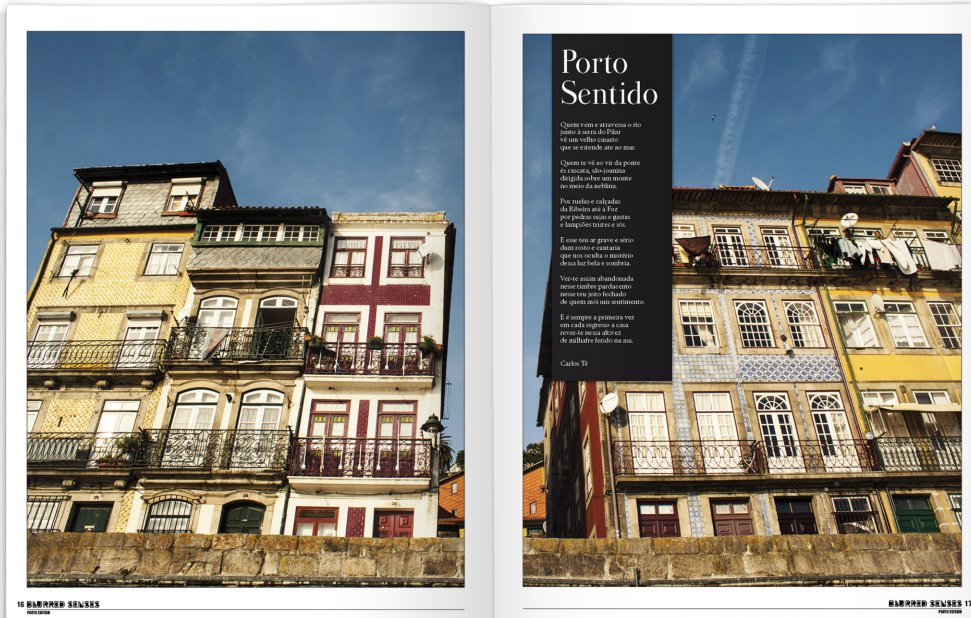 Porto
Sentido
Quem vem e atravessa o rio
junto à serra do Pilar
vê um velho casario
que se estende ate ao mar.
Quem te vê ao vir da ponte
és cascata, são-joanina
dirigida sobre um monte
no meio da neblina.
Por ruelas e calçadas
da Ribeira até à Foz
por pedras sujas e gastas
e lampiões tristes e sós.
E esse teu ar grave e sério
dum rosto e cantaria
que nos oculta o mistério
dessa luz bela e sombria.
Ver-te assim abandonada
nesse timbre pardacento
nesse teu jeito fechado
de quem mói um sentimento.
E é sempre a primeira vez
em cada regresso a casa
rever-te nessa altivez
de milhafre ferido na asa.
Carlos Tê
16 BLURRED SENSES
PORTO EDITION
BLURRED SENSES 17
PORTO EDITION